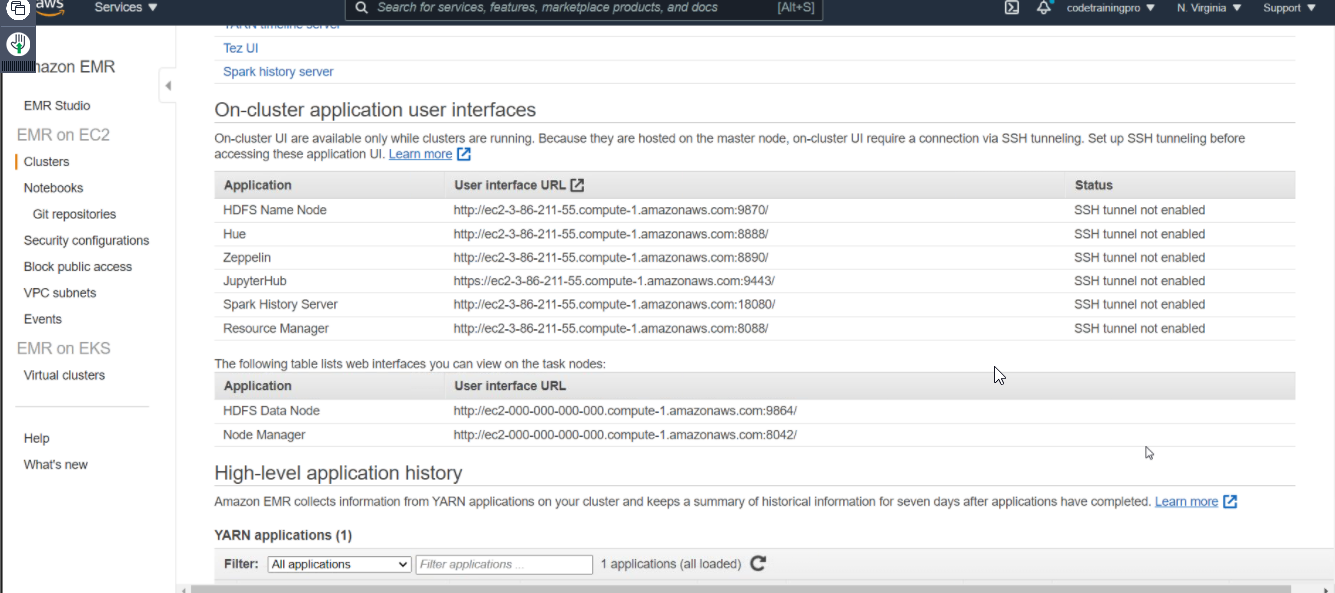 aws
Services ▼
Search for services, features, marketplace products, and docs
[Alt+S]
codetrainingpro ▼
N. Virginia ▼
Support ▼
mazon EMR
EMR Studio
EMR on EC2
Clusters
Notebooks
Git repositories
Security configurations
Block public access
VPC subnets
Events
EMR on EKS
Virtual clusters
Help
What's new
YARN timeline server
Tez UI
Spark history server
On-cluster application user interfaces
On-cluster UI are available only while clusters are running. Because they are hosted on the master node, on-cluster UI require a connection via SSH tunneling. Set up SSH tunneling before
accessing these application UI. Learn more
Application User interface URL Status
HDFS Name Node http://ec2-3-86-211-55.compute-1.amazonaws.com:9870/ SSH tunnel not enabled
Hue http://ec2-3-86-211-55.compute-1.amazonaws.com:8888/ SSH tunnel not enabled
Zeppelin http://ec2-3-86-211-55.compute-1.amazonaws.com:8890/ SSH tunnel not enabled
JupyterHub https://ec2-3-86-211-55.compute-1.amazonaws.com:9443/ SSH tunnel not enabled
Spark History Server http://ec2-3-86-211-55.compute-1.amazonaws.com:18080/ SSH tunnel not enabled
Resource Manager http://ec2-3-86-211-55.compute-1.amazonaws.com:8088/ SSH tunnel not enabled
The following table lists web interfaces you can view on the task nodes:
Application User interface URL
HDFS Data Node http://ec2-000-000-000-000.compute-1.amazonaws.com:9864/
Node Manager http://ec2-000-000-000-000.compute-1.amazonaws.com:8042/
High-level application history
Amazon EMR collects information from YARN applications on your cluster and keeps a summary of historical information for seven days after applications have completed. Learn more
YARN applications (1)
Filter: All applications Filter applications ... 1 applications (all loaded)